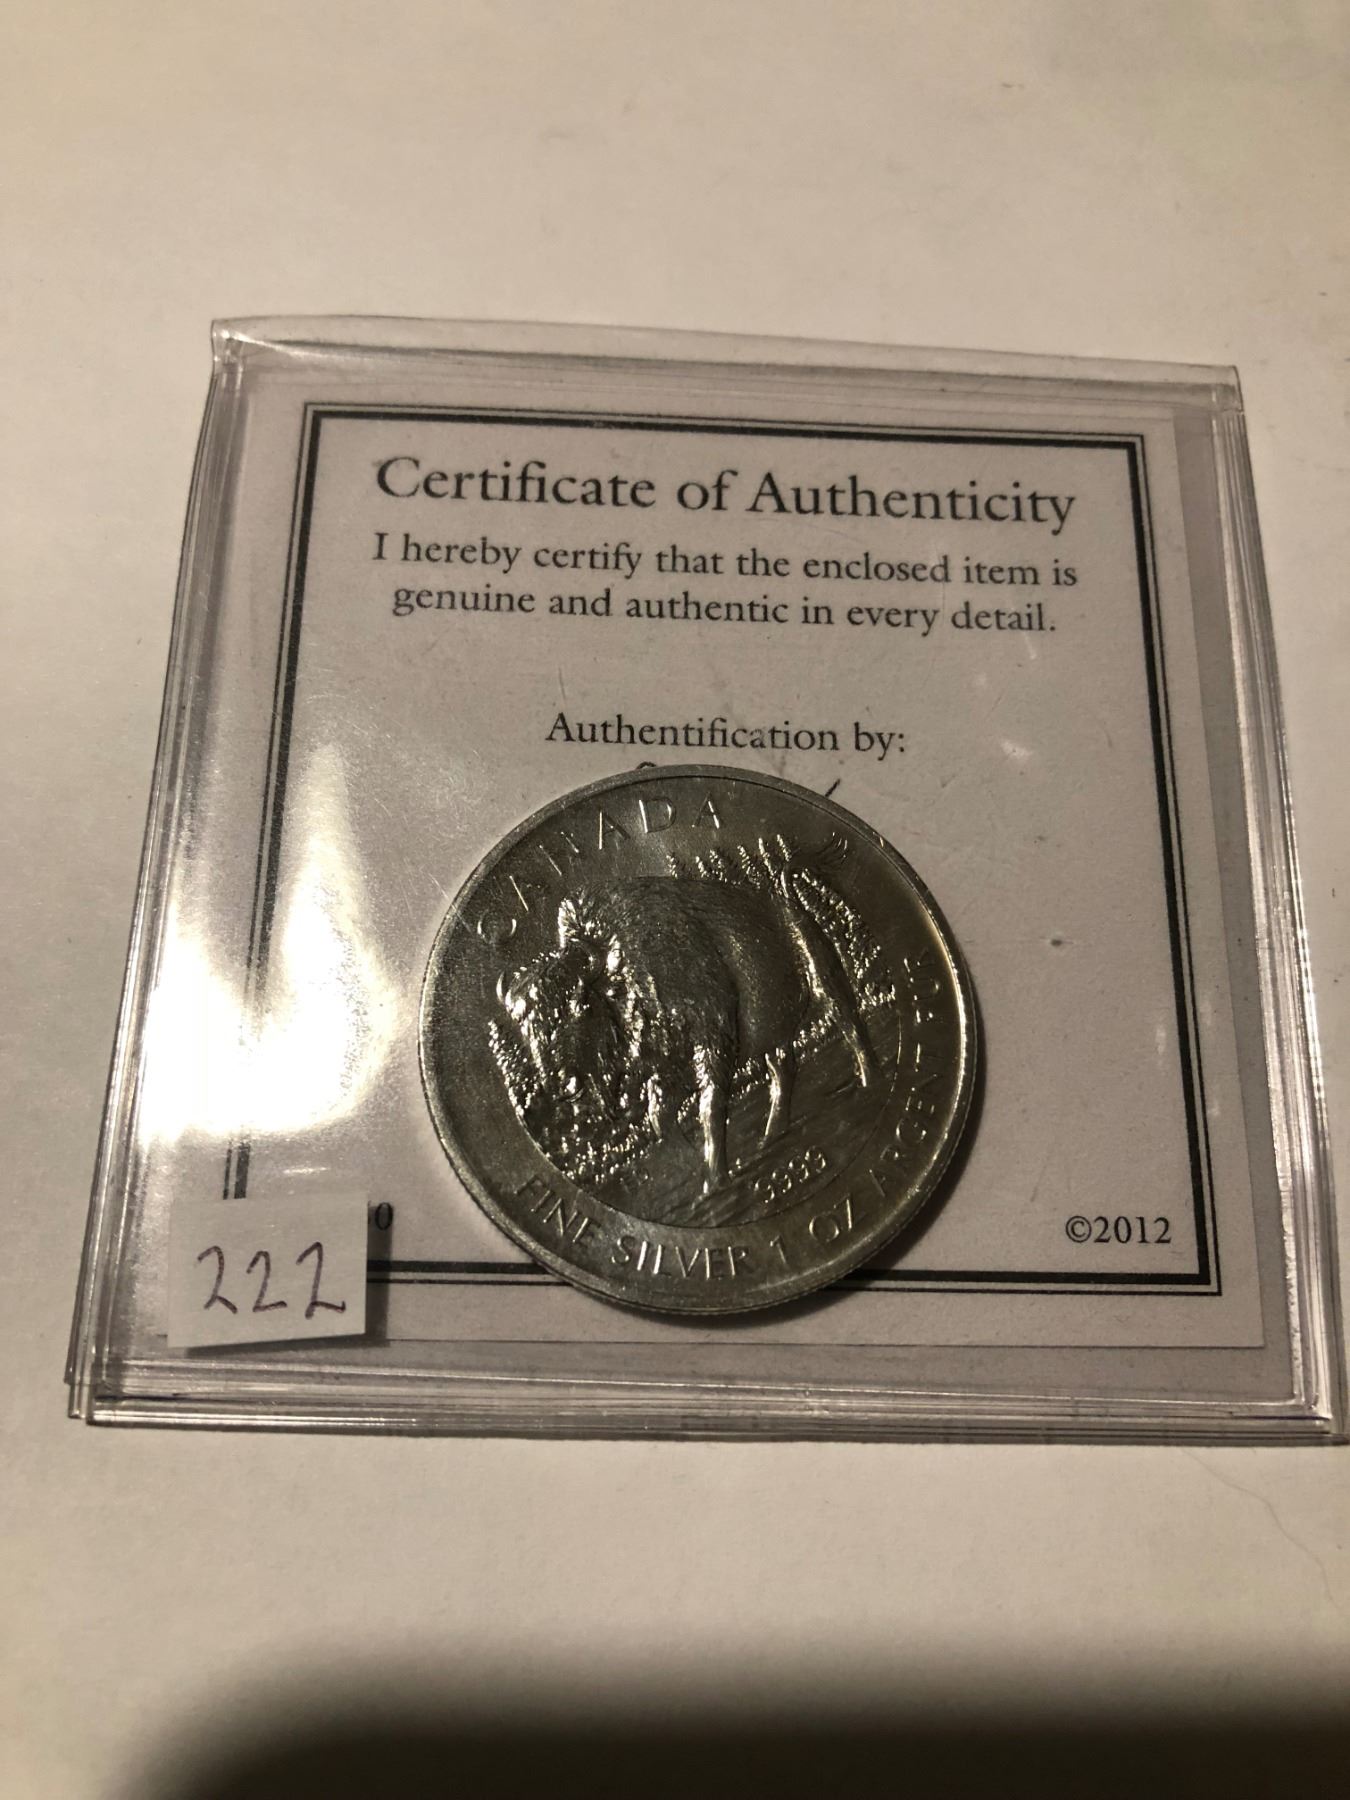 Certificate of Authenticity
I hereby certify that the enclosed item is
genuine and authentic in every detail.
Authentification by:
CANADA
9999
FINE SILVER 1 OZ ARGENT PUR
0
©2012
222